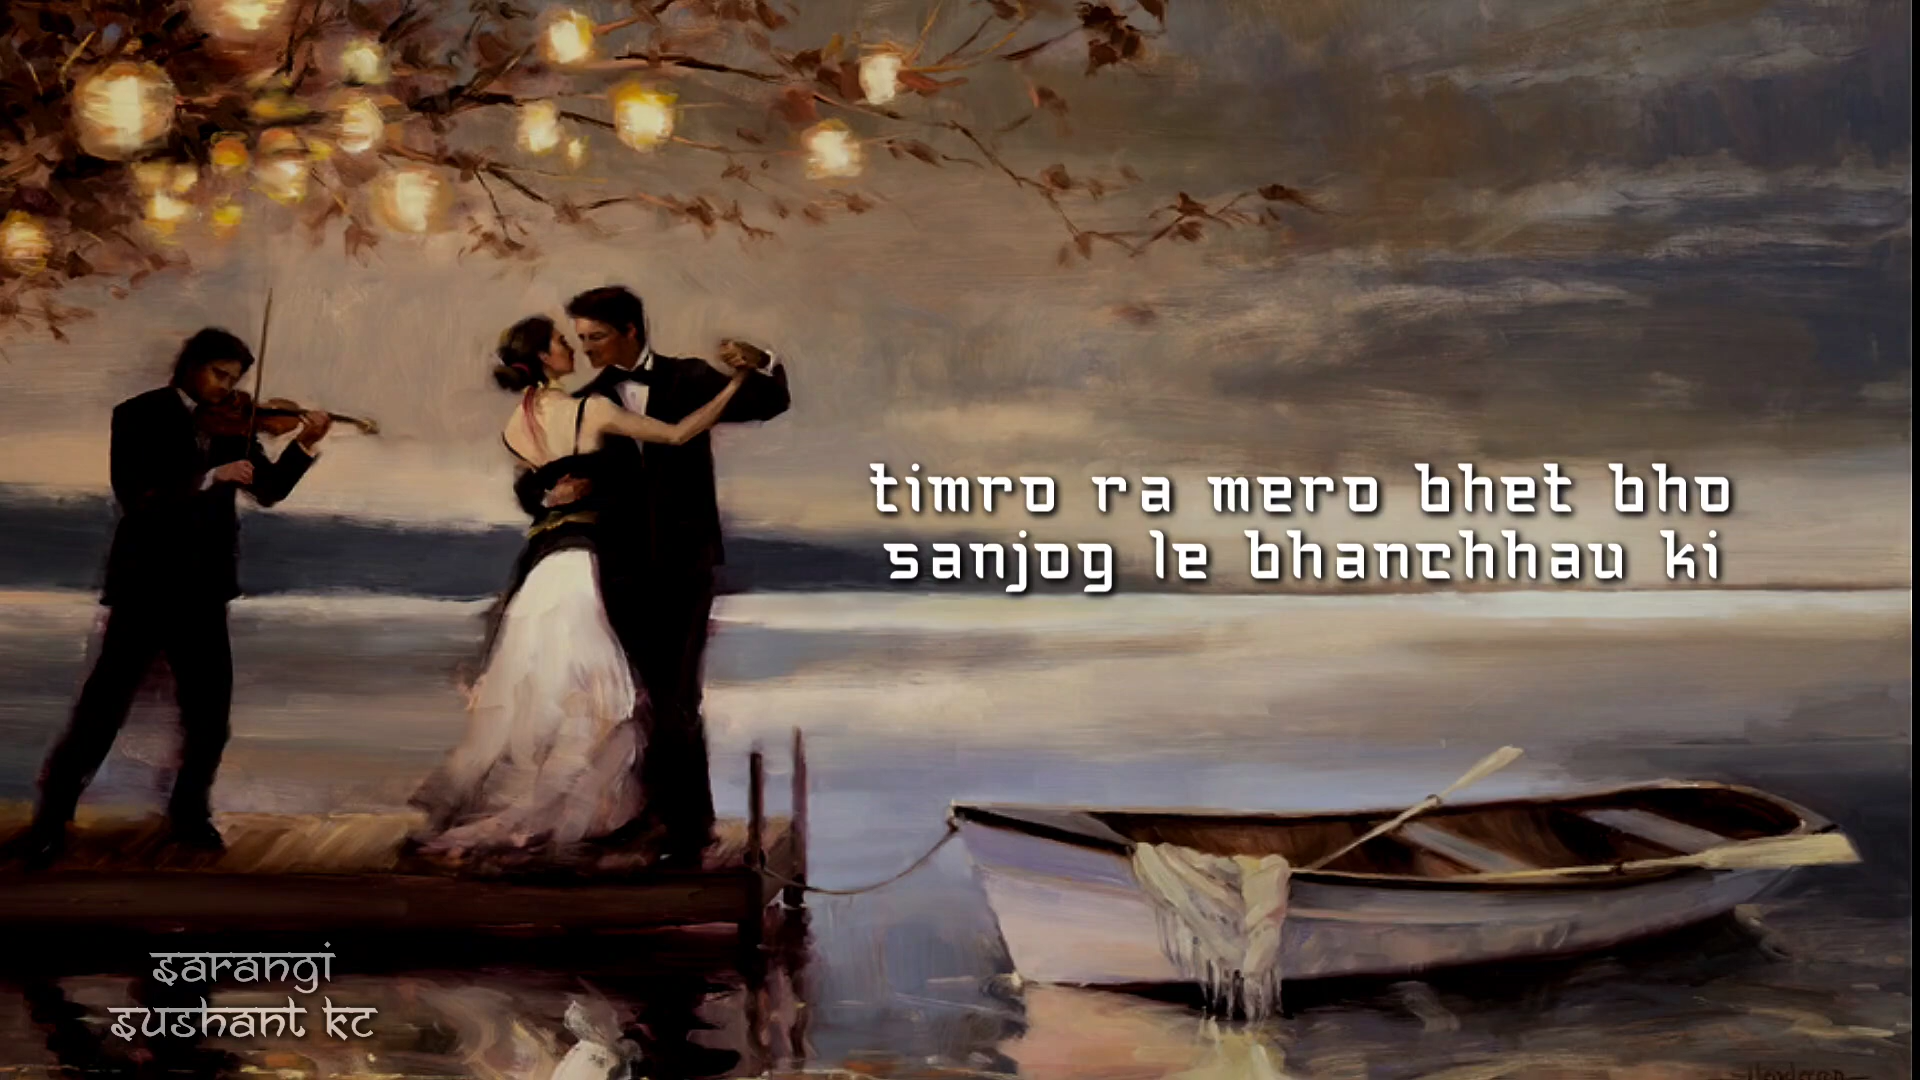 timro ra mero bhet bho
sanjog le bhanchhau ki
sarangi
sushant kc